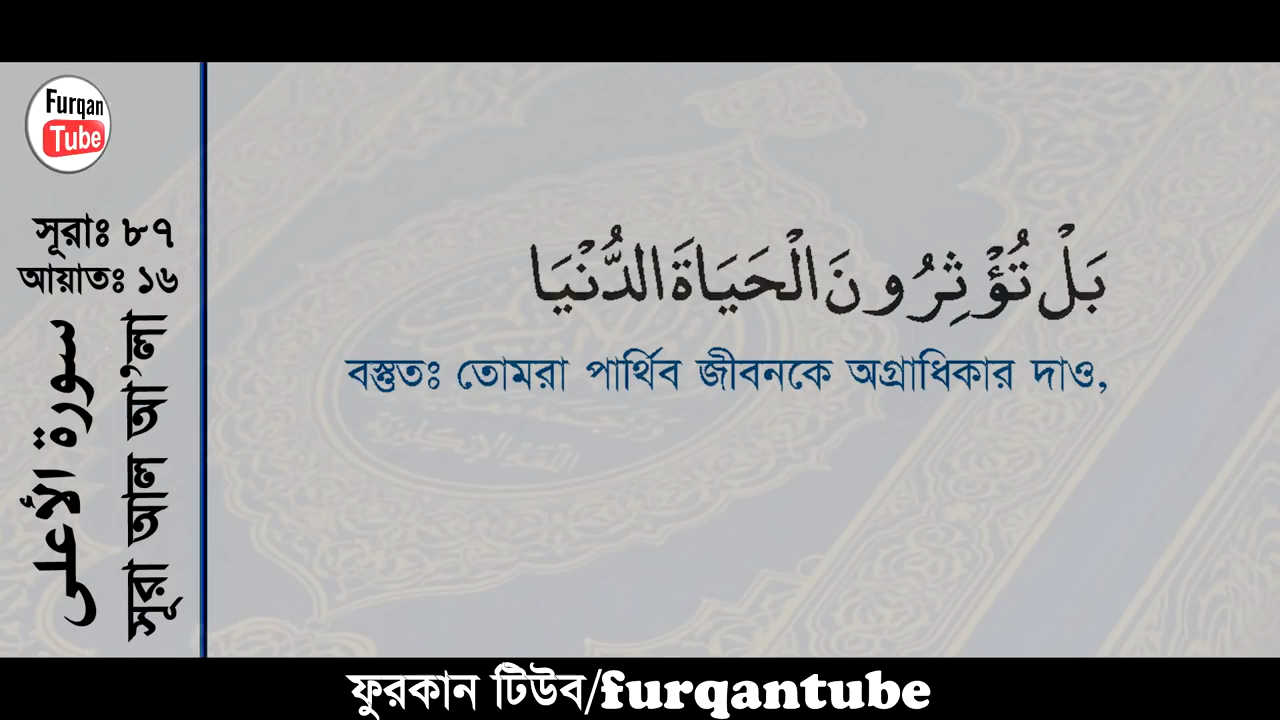 Furqan
Tube
সূরাঃ ৮৭
আয়াতঃ ১৬
سورة الأعلى
সূরা আল আ'লা
بَلْ تُؤْثِرُونَ الْحَيَاةَ الدُّنْيَا
বস্তুতঃ তোমরা পার্থিব জীবনকে অগ্রাধিকার দাও,
ফুরকান টিউব/furqantube